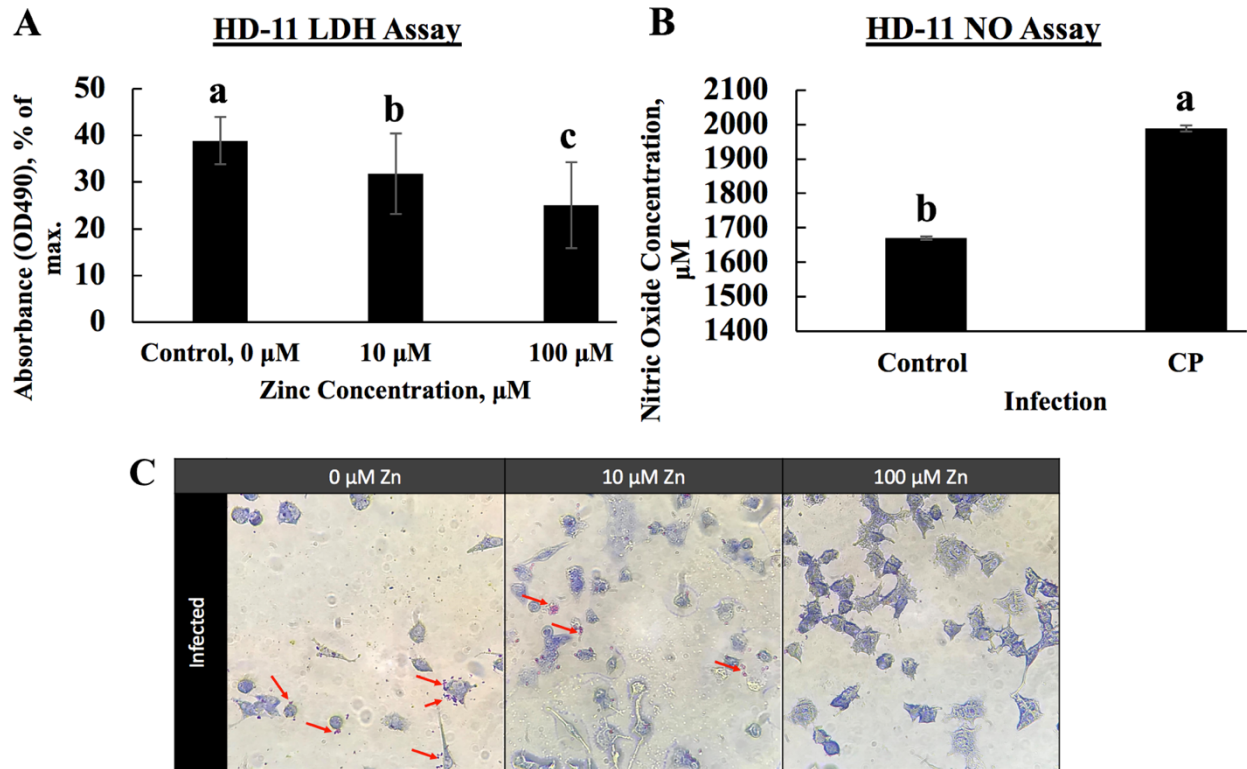 A
HD-11 LDH Assay
Absorbance (OD490), % of
max.
50
40
30
20
10
0
a
b
c
Control, 0 µM
10 µM
100 µM
Zinc Concentration, µM
B
HD-11 NO Assay
Nitric Oxide Concentration,
µM
2100
2000
1900
1800
1700
1600
1500
1400
b
a
Control
CP
Infection
C
0 µM Zn
10 µM Zn
100 µM Zn
Infected